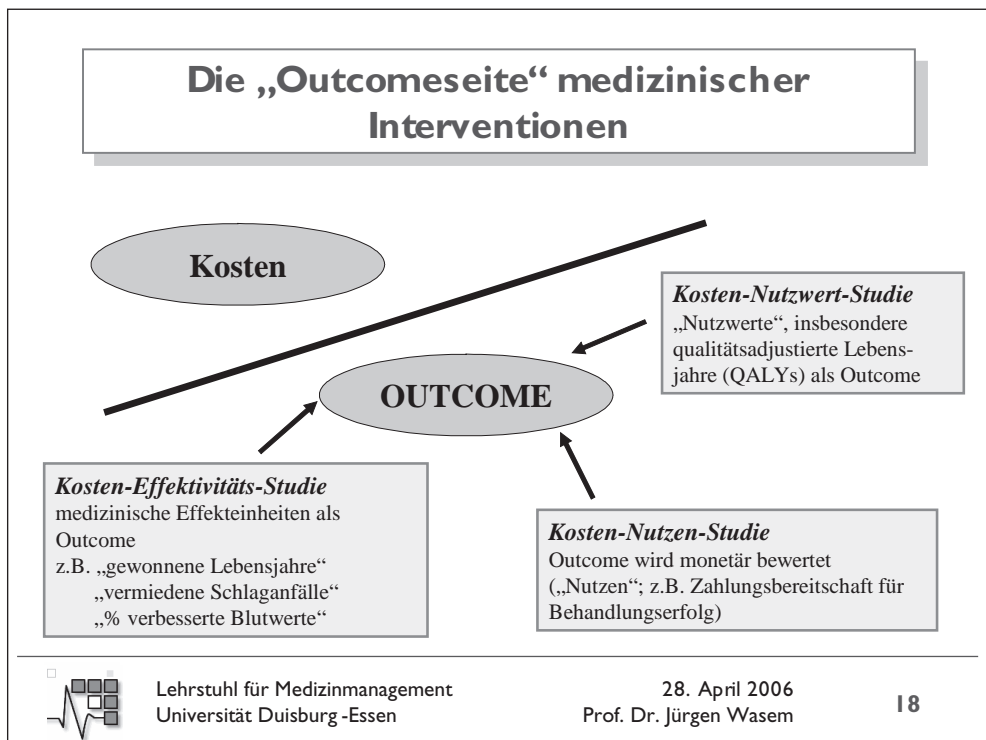 Die „Outcomeseite“ medizinischer
Interventionen
Kosten
OUTCOME
Kosten-Nutzwert-Studie
„Nutzwerte“, insbesondere
qualitätsadjustierte Lebens-
jahre (QALYs) als Outcome
Kosten-Effektivitäts-Studie
medizinische Effekteinheiten als
Outcome
z.B. „gewonnene Lebensjahre“
„vermiedene Schlaganfälle“
„% verbesserte Blutwerte“
Kosten-Nutzen-Studie
Outcome wird monetär bewertet
(„Nutzen“; z.B. Zahlungsbereitschaft für
Behandlungserfolg)
Lehrstuhl für Medizinmanagement
Universität Duisburg -Essen
28. April 2006
Prof. Dr. Jürgen Wasem
18